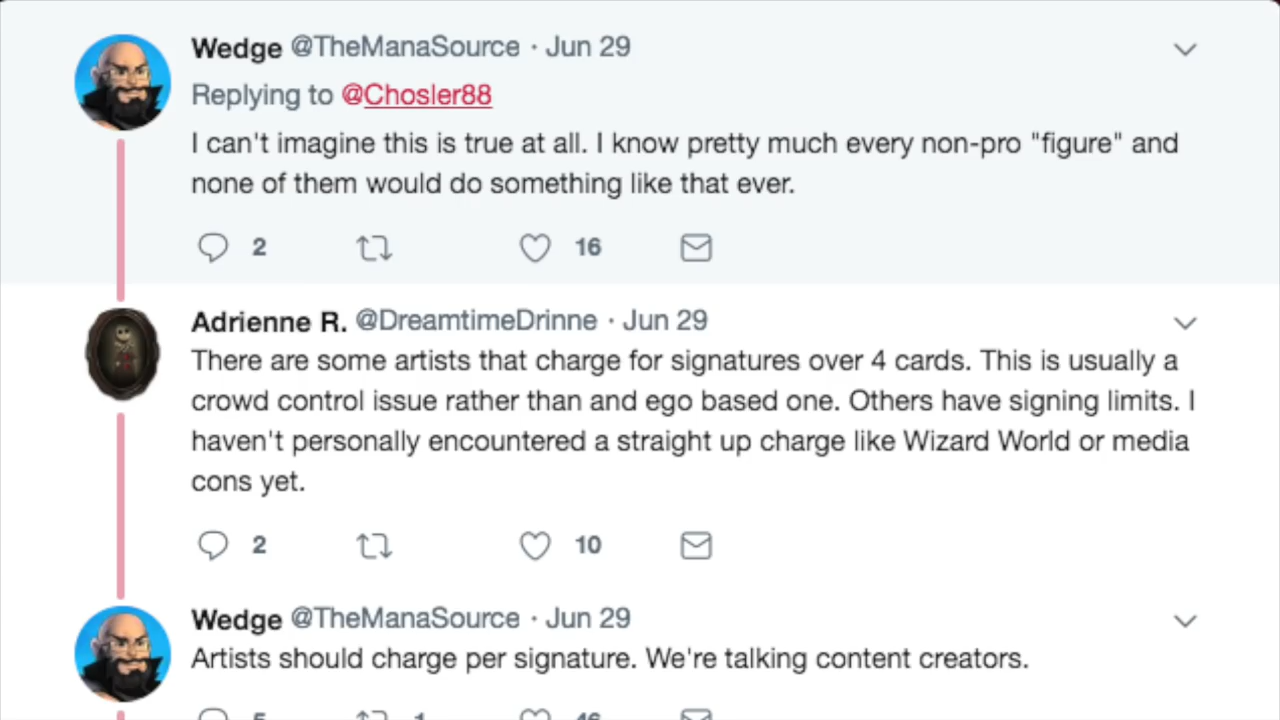 Wedge @TheManaSource · Jun 29
Replying to @Chosler88
I can't imagine this is true at all. I know pretty much every non-pro "figure" and
none of them would do something like that ever.
2 16
Adrienne R. @DreamtimeDrinne · Jun 29
There are some artists that charge for signatures over 4 cards. This is usually a
crowd control issue rather than and ego based one. Others have signing limits. I
haven't personally encountered a straight up charge like Wizard World or media
cons yet.
2 10
Wedge @TheManaSource · Jun 29
Artists should charge per signature. We're talking content creators.
5 1 46